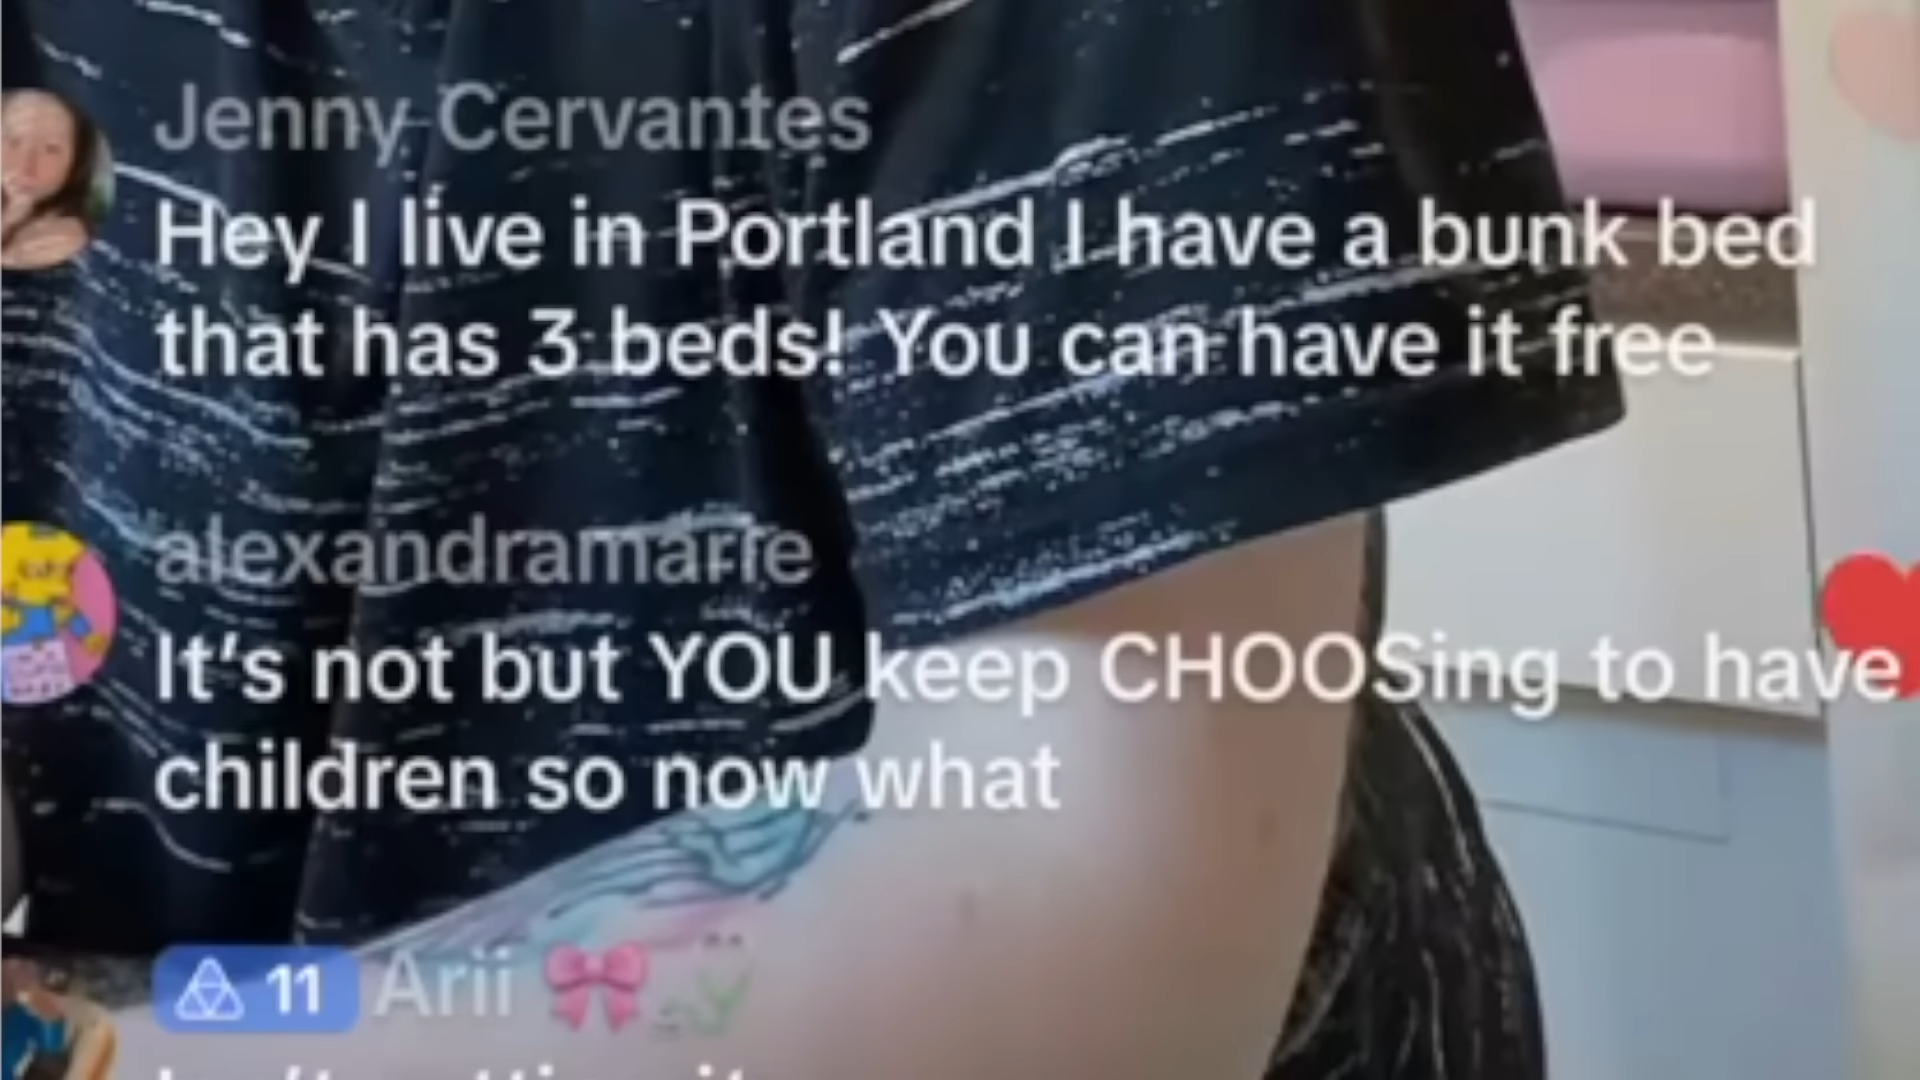 Jenny Cervantes
Hey I live in Portland I have a bunk bed
that has 3 beds! You can have it free
alexandramarie
It's not but YOU keep CHOOSing to have
children so now what
11 Arii 🎀